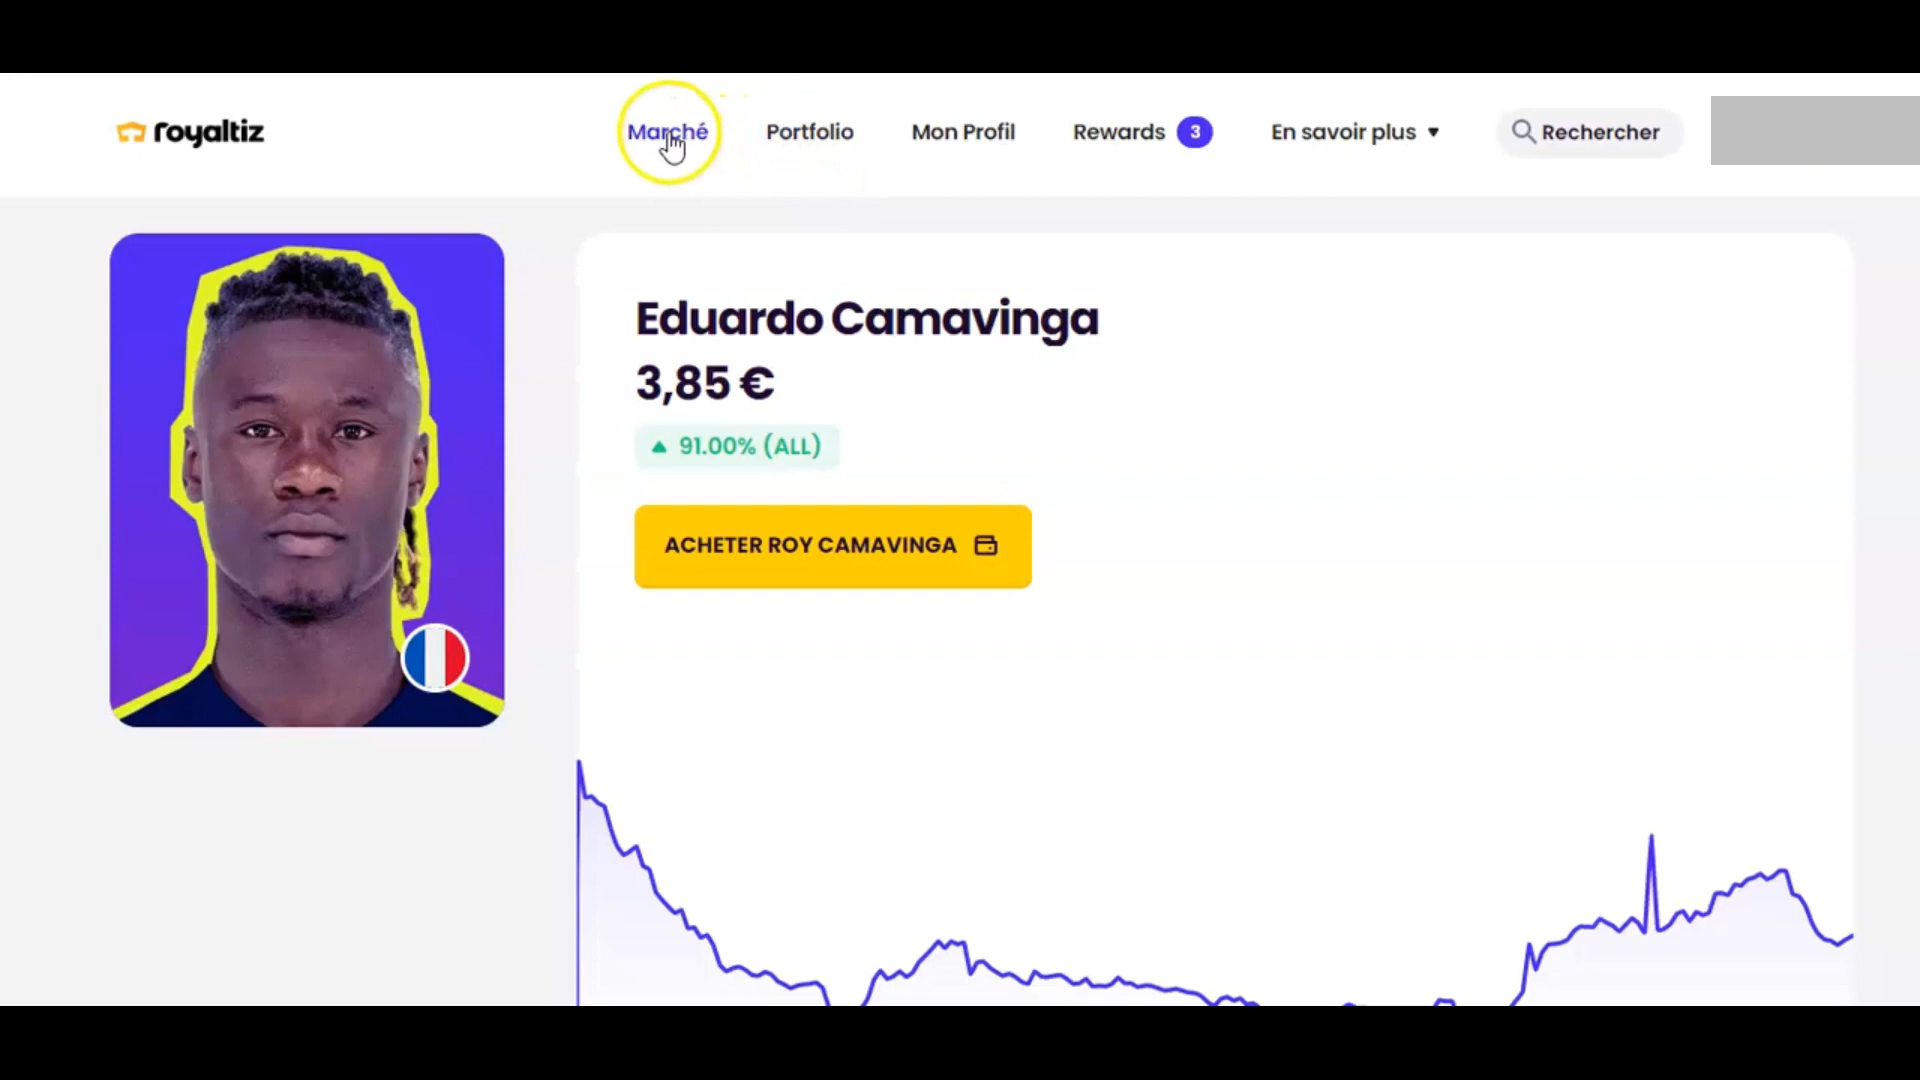 royaltiz
Marché Portfolio Mon Profil Rewards 3 En savoir plus ▼ Rechercher
Eduardo Camavinga
3,85 €
▲ 91.00% (ALL)
ACHETER ROY CAMAVINGA